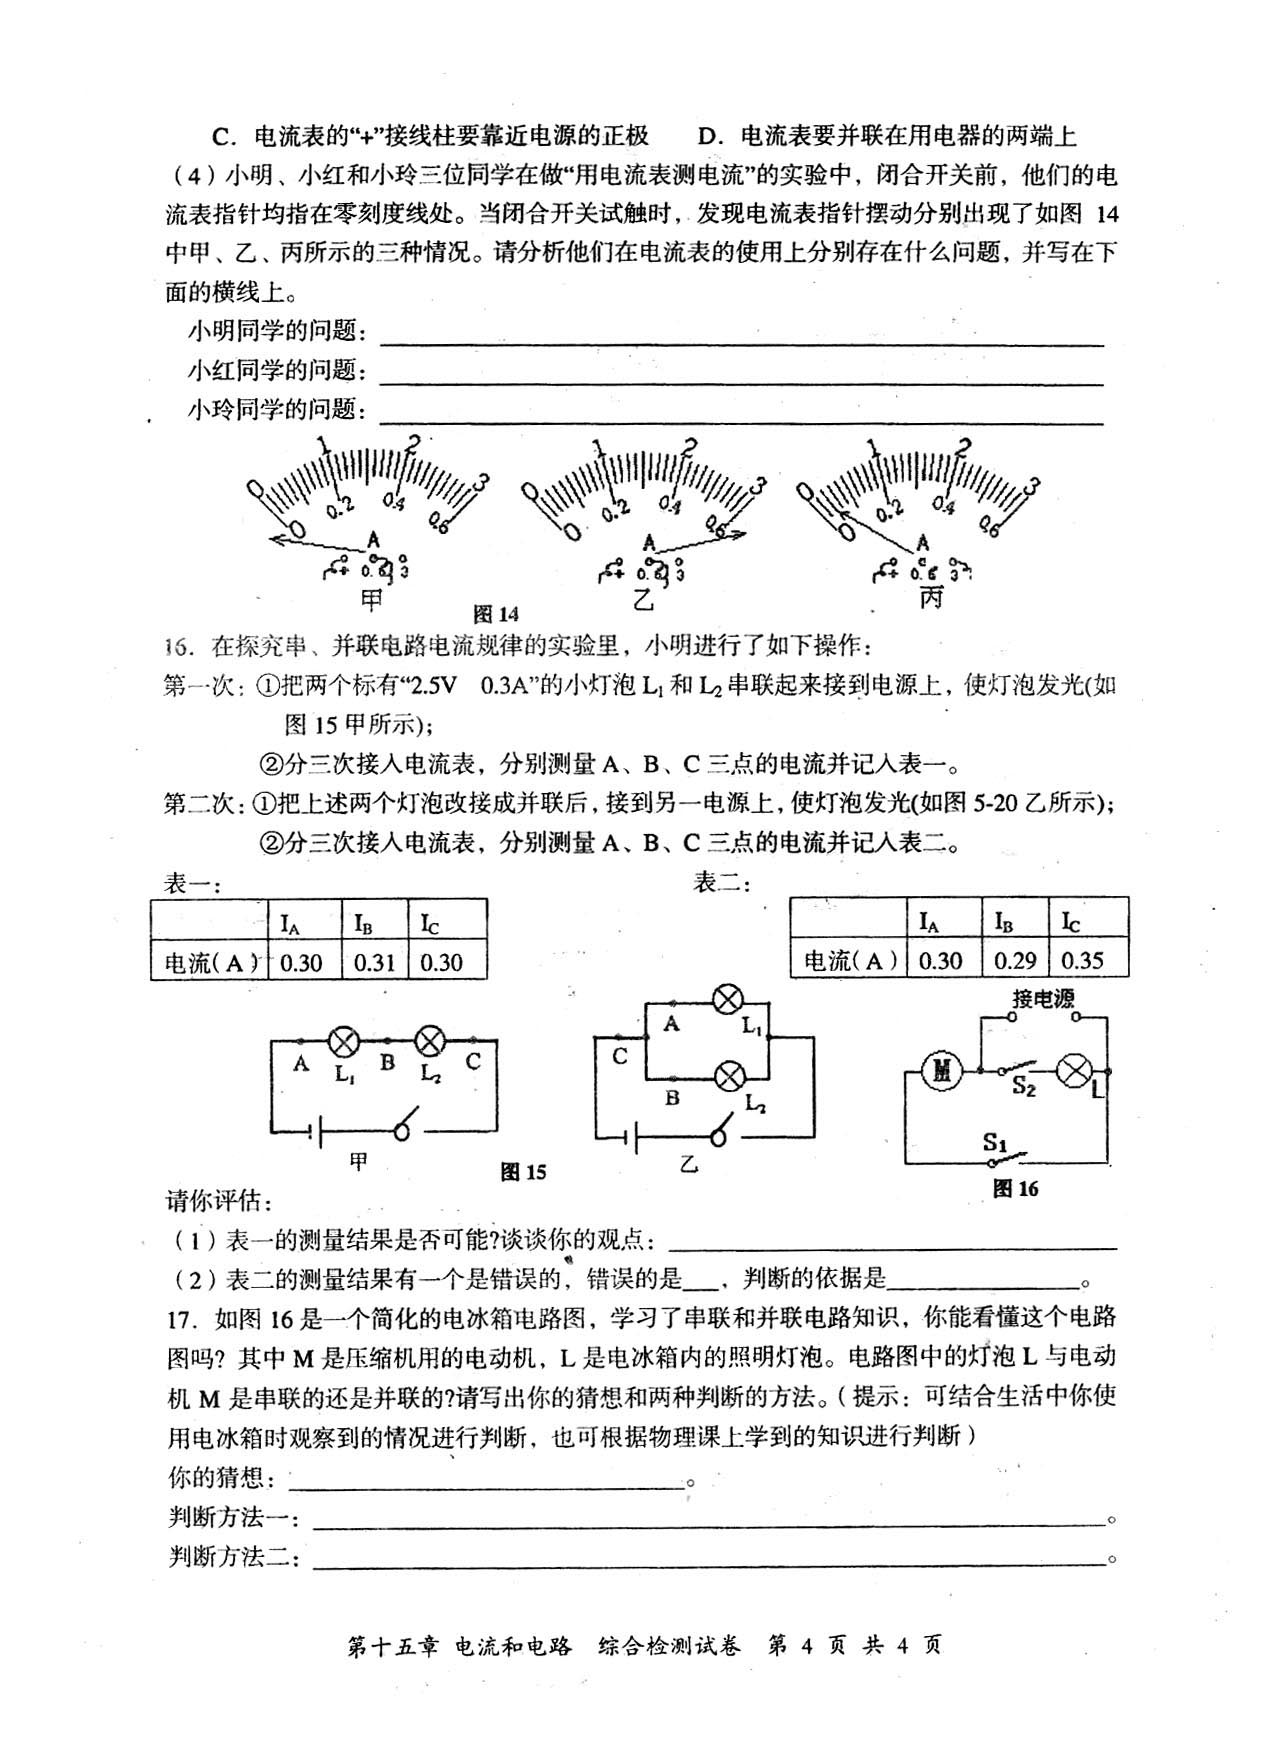 C．电流表的“+”接线柱要靠近电源的正极　　D．电流表要并联在用电器的两端上
（4）小明、小红和小玲三位同学在做“用电流表测电流”的实验中，闭合开关前，他们的电
流表指针均指在零刻度线处。当闭合开关试触时，发现电流表指针摆动分别出现了如图 14
中甲、乙、丙所示的三种情况。请分析他们在电流表的使用上分别存在什么问题，并写在下
面的横线上。
小明同学的问题：
小红同学的问题：
小玲同学的问题：
0 1 2 3 0 0.2 0.4 0.6 A + 0.6 3
0 1 2 3 0 0.2 0.4 0.6 A + 0.6 3
0 1 2 3 0 0.2 0.4 0.6 A + 0.6 3
甲 乙 丙
图 14
16．在探究串、并联电路电流规律的实验里，小明进行了如下操作：
第一次：①把两个标有“2.5V　0.3A”的小灯泡 L₁ 和 L₂ 串联起来接到电源上，使灯泡发光(如
图 15 甲所示)；
②分三次接入电流表，分别测量 A、B、C 三点的电流并记入表一。
第二次：①把上述两个灯泡改接成并联后，接到另一电源上，使灯泡发光(如图 5-20 乙所示)；
②分三次接入电流表，分别测量 A、B、C 三点的电流并记入表二。
表一：
I_A I_B I_C
电流（A） 0.30 0.31 0.30
表二：
I_A I_B I_C
电流（A） 0.30 0.29 0.35
A L₁ B L₂ C
甲
图 15
A L₁ C B L₂
乙
接电源
M S₂ L
S₁
图 16
请你评估：
（1）表一的测量结果是否可能?谈谈你的观点：
（2）表二的测量结果有一个是错误的，错误的是___，判断的依据是________________。
17．如图 16 是一个简化的电冰箱电路图，学习了串联和并联电路知识，你能看懂这个电路
图吗？其中 M 是压缩机用的电动机，L 是电冰箱内的照明灯泡。电路图中的灯泡 L 与电动
机 M 是串联的还是并联的?请写出你的猜想和两种判断的方法。（提示：可结合生活中你使
用电冰箱时观察到的情况进行判断，也可根据物理课上学到的知识进行判断）
你的猜想：________________________________。
判断方法一：________________________________。
判断方法二：________________________________。
第十五章 电流和电路　综合检测试卷　第 4 页 共 4 页